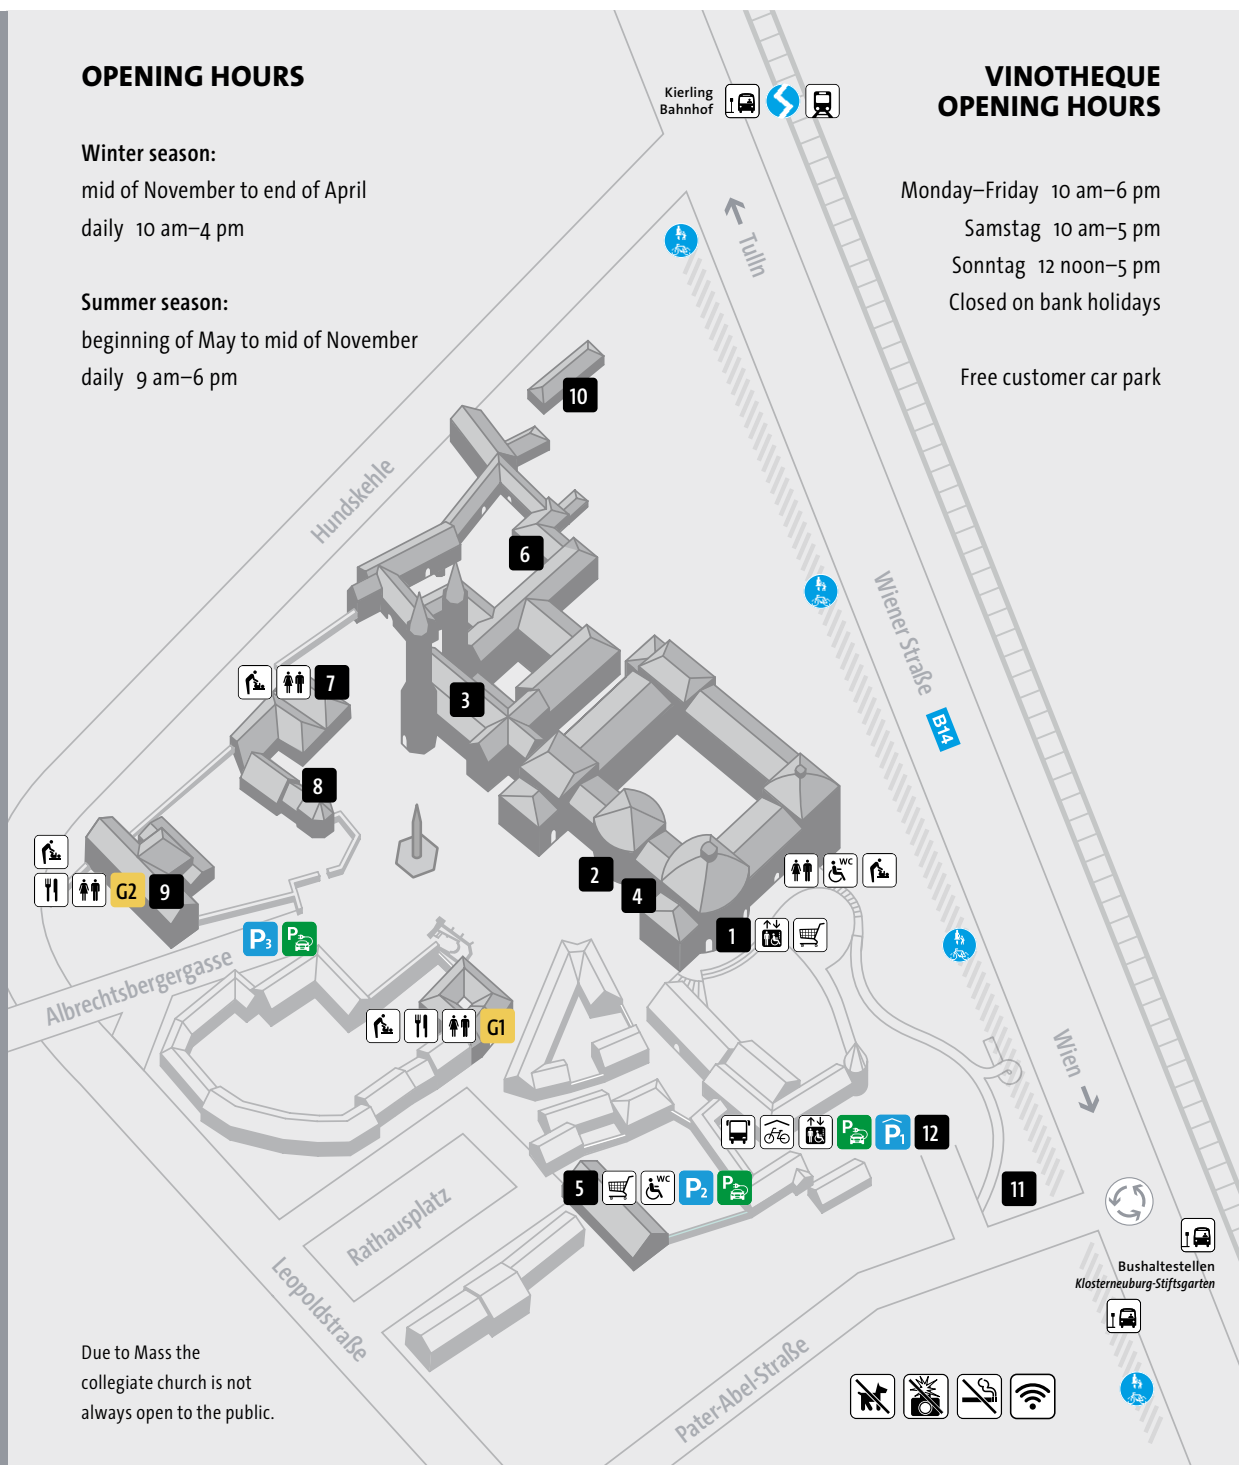 OPENING HOURS
Winter season:
mid of November to end of April
daily 10 am–4 pm
Summer season:
beginning of May to mid of November
daily 9 am–6 pm
Kierling
Bahnhof
VINOTHEQUE
OPENING HOURS
Monday–Friday 10 am–6 pm
Samstag 10 am–5 pm
Sonntag 12 noon–5 pm
Closed on bank holidays
Free customer car park
Tulln
10
Hundskehle
6
Wiener Straße
B14
7
3
8
2
4
WC
G2
9
1
P3
P
Albrechtsbergergasse
G1
Wien
P
P1
12
5
WC
P2
P
11
Rathausplatz
Leopoldstraße
Bushaltestellen
Klosterneuburg-Stiftsgarten
Pater-Abel-Straße
Due to Mass the
collegiate church is not
always open to the public.